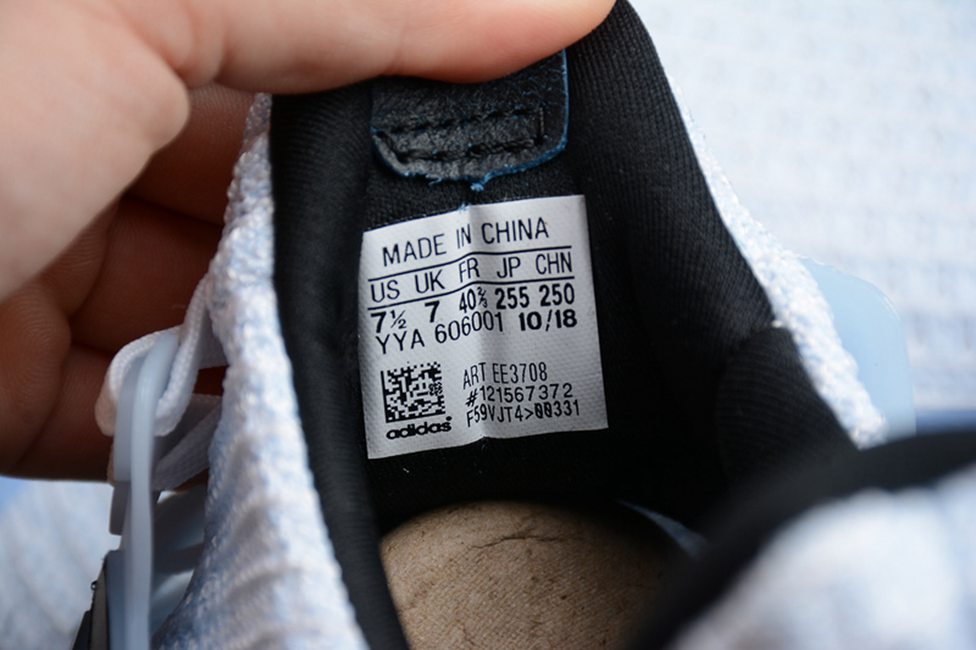 MADE IN CHINA
US UK FR JP CHN
7½ 7 40⅔ 255 250
YYA 606001 10/18
ART EE3708
#121567372
F59VJT4>00331
adidas